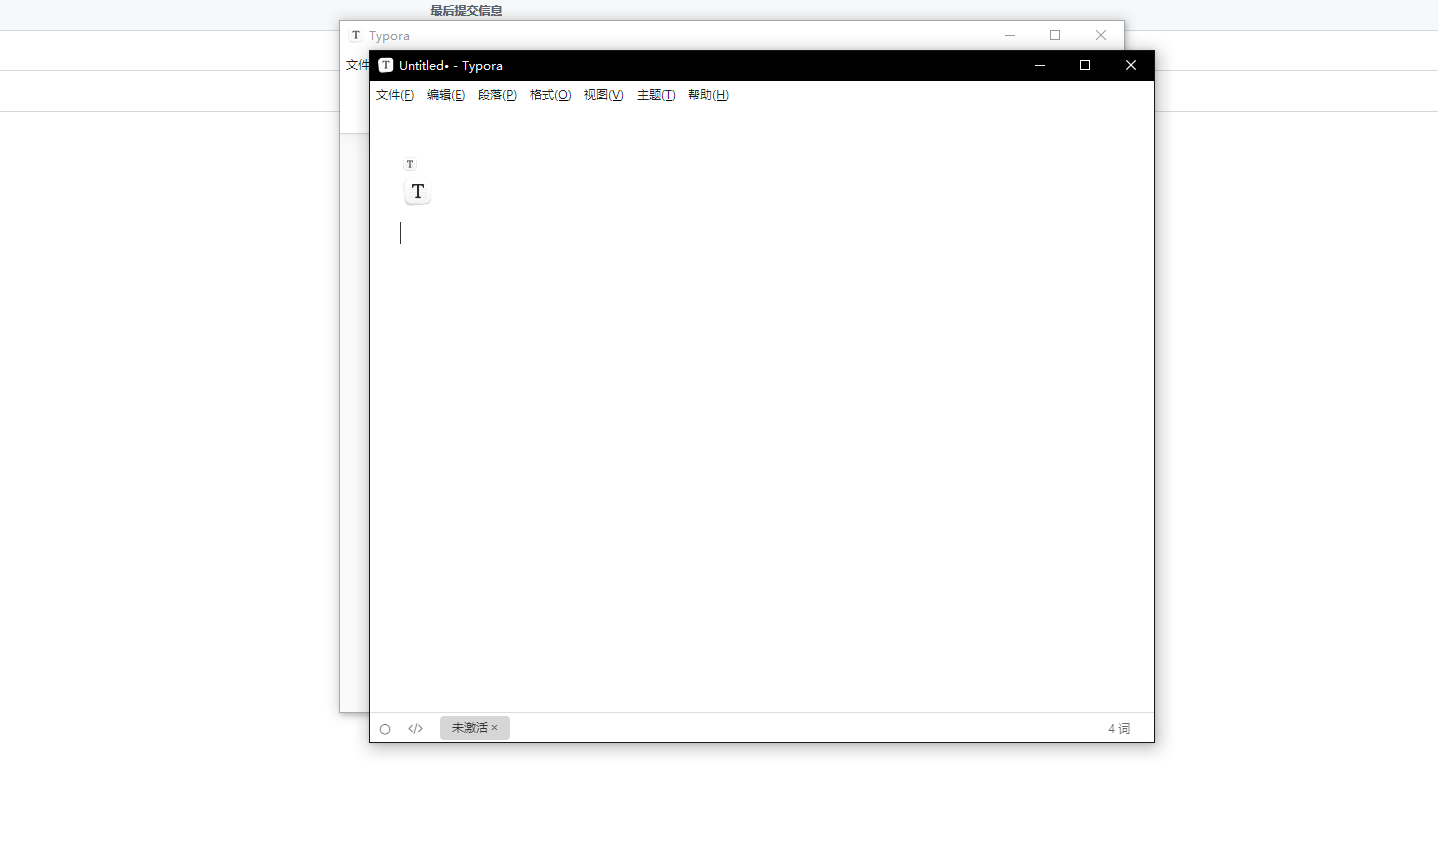 最后提交信息
T Typora
文件
T Untitled• - Typora
文件(F) 编辑(E) 段落(P) 格式(O) 视图(V) 主题(T) 帮助(H)
T
T
</> 未激活 × 4 词